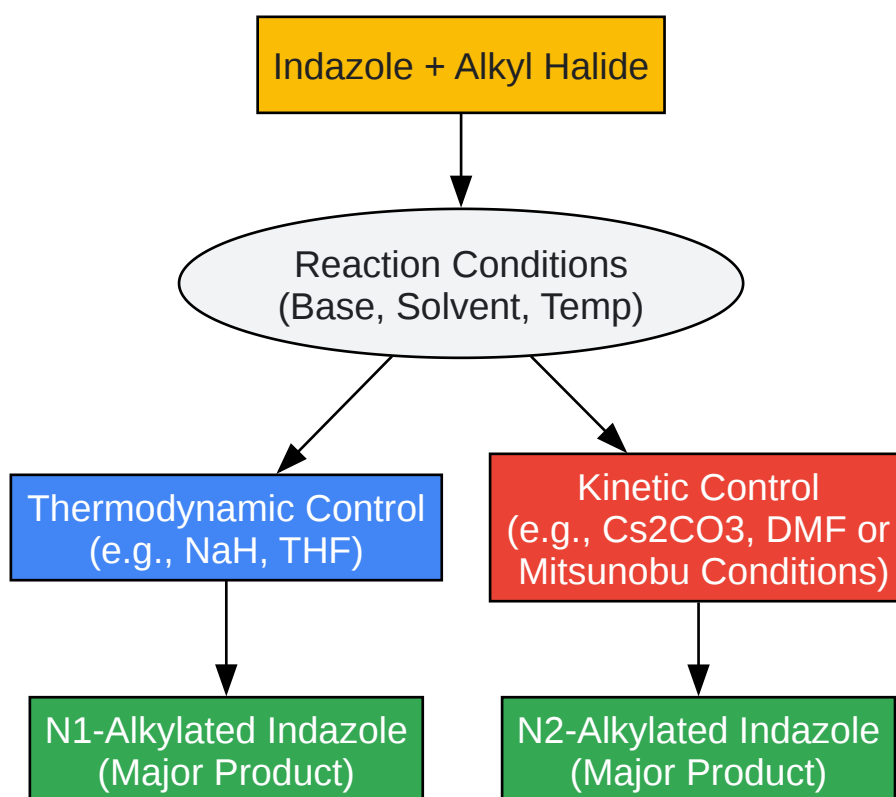 Indazole + Alkyl Halide
Reaction Conditions
(Base, Solvent, Temp)
Thermodynamic Control
(e.g., NaH, THF)
Kinetic Control
(e.g., Cs2CO3, DMF or
Mitsunobu Conditions)
N1-Alkylated Indazole
(Major Product)
N2-Alkylated Indazole
(Major Product)